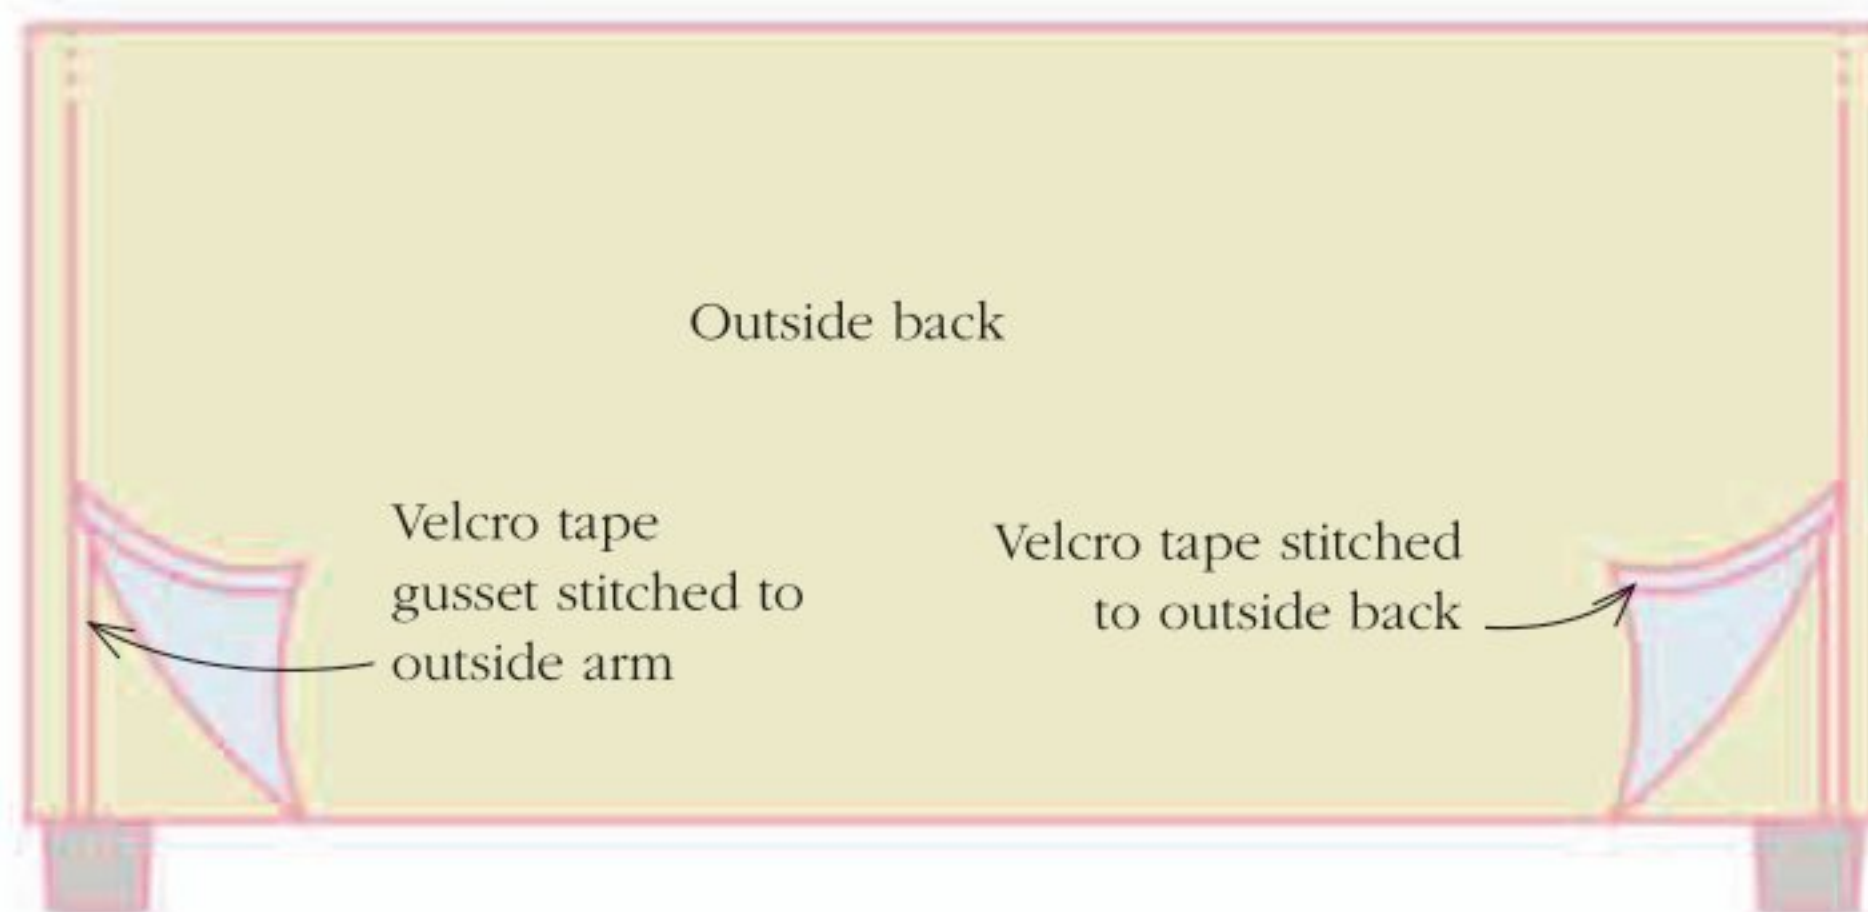 Outside back
Velcro tape
gusset stitched to
outside arm
Velcro tape stitched
to outside back